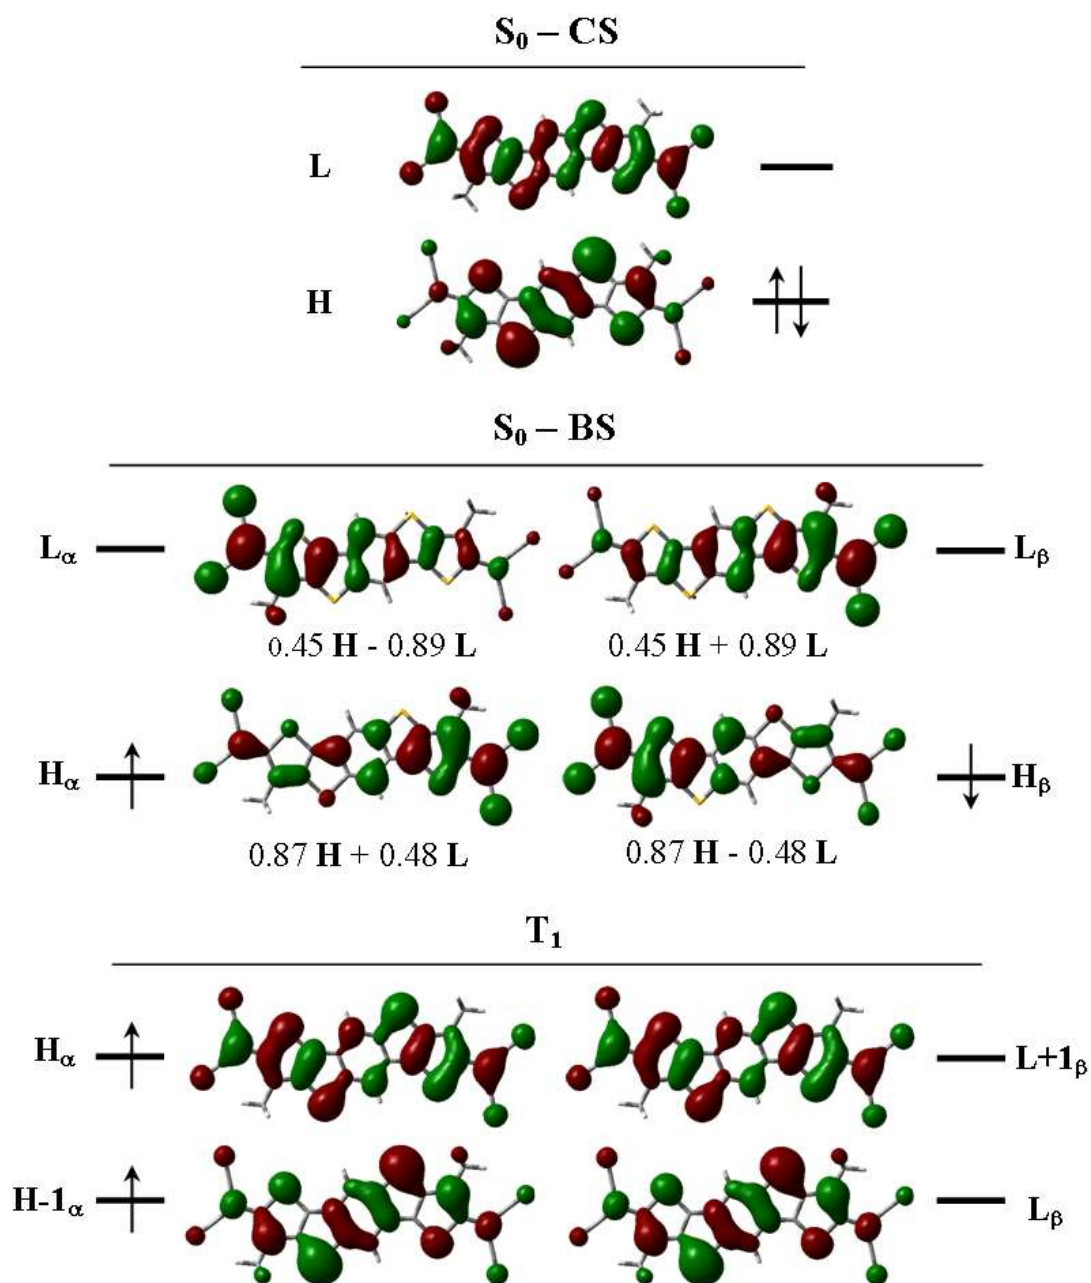 S₀ – CS
L
H
S₀ – BS
Lα Lβ
0.45 H - 0.89 L 0.45 H + 0.89 L
Hα Hβ
0.87 H + 0.48 L 0.87 H - 0.48 L
T₁
Hα L+1β
H-1α Lβ